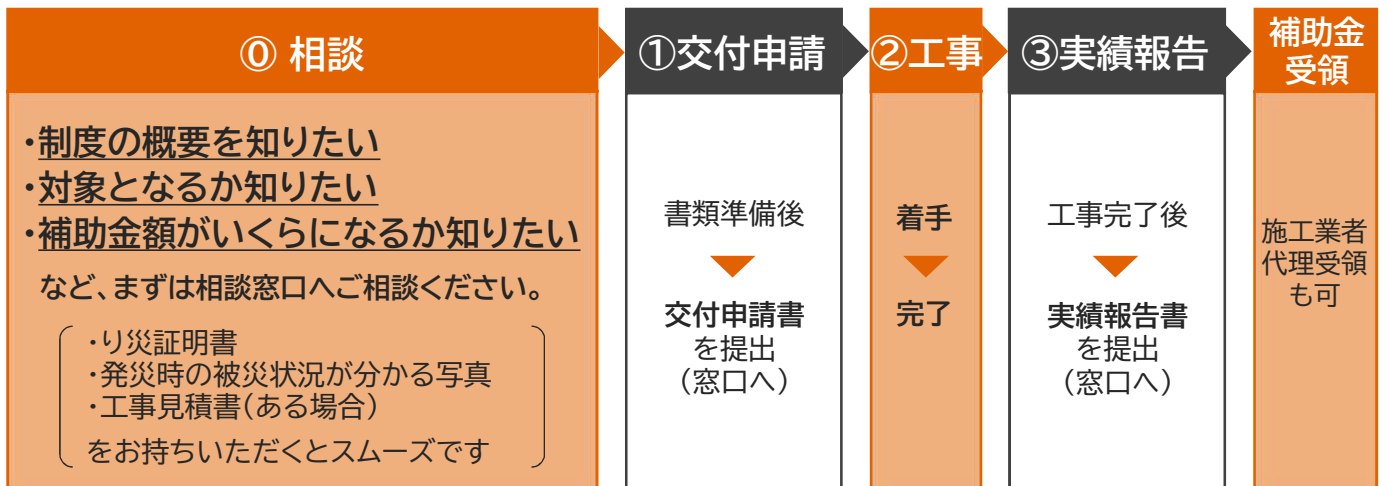 ⓪ 相談
・制度の概要を知りたい
・対象となるか知りたい
・補助金額がいくらになるか知りたい
など、まずは相談窓口へご相談ください。
・り災証明書
・発災時の被災状況が分かる写真
・工事見積書(ある場合)
をお持ちいただくとスムーズです
①交付申請
書類準備後
交付申請書
を提出
(窓口へ)
②工事
着手
完了
③実績報告
工事完了後
実績報告書
を提出
(窓口へ)
補助金
受領
施工業者
代理受領
も可